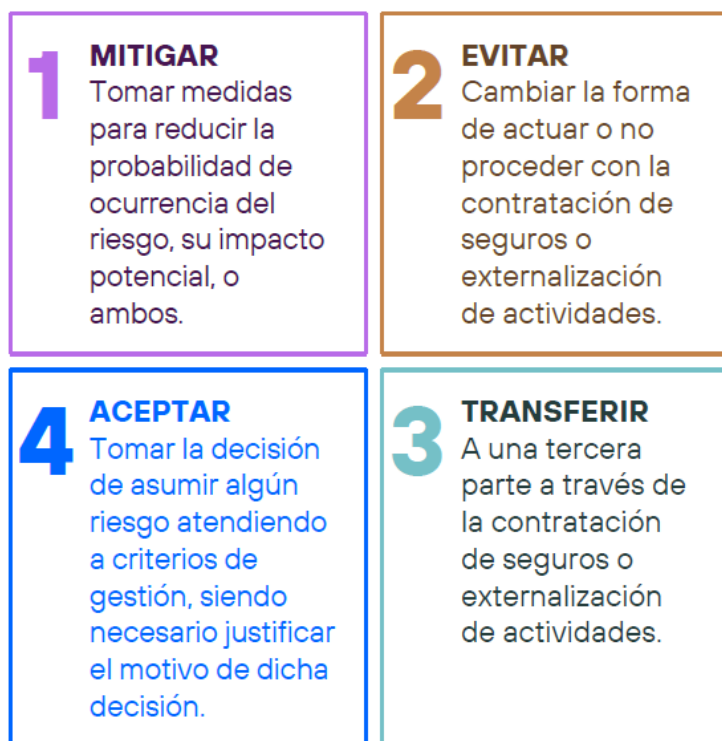 1
MITIGAR
Tomar medidas
para reducir la
probabilidad de
ocurrencia del
riesgo, su impacto
potencial, o
ambos.
2
EVITAR
Cambiar la forma
de actuar o no
proceder con la
contratación de
seguros o
externalización
de actividades.
4
ACEPTAR
Tomar la decisión
de asumir algún
riesgo atendiendo
a criterios de
gestión, siendo
necesario justificar
el motivo de dicha
decisión.
3
TRANSFERIR
A una tercera
parte a través de
la contratación
de seguros o
externalización
de actividades.